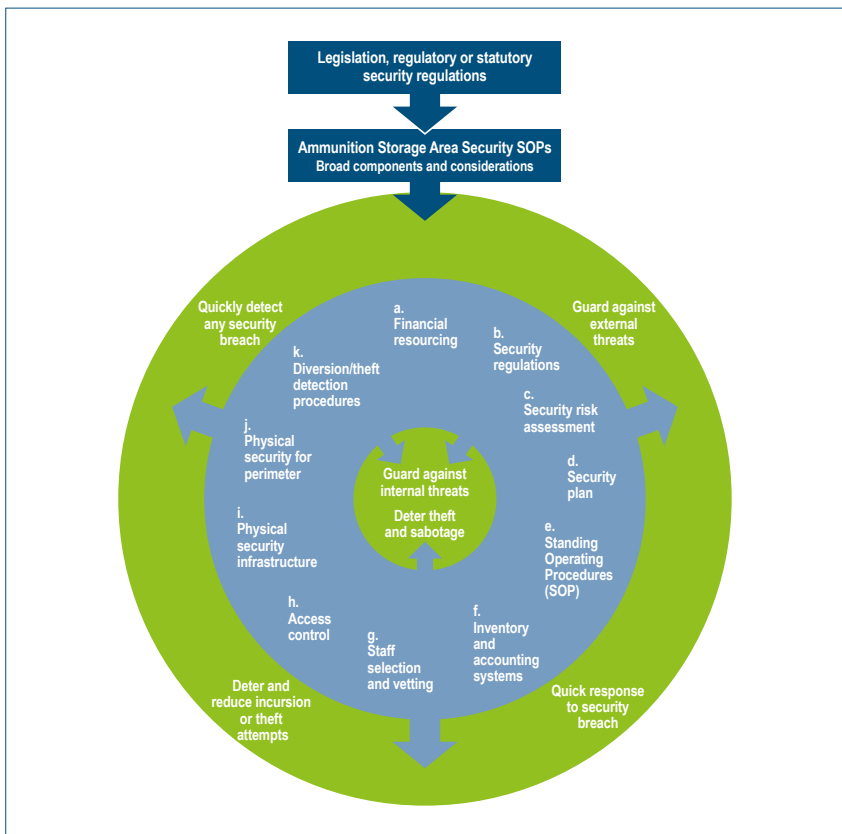 Legislation, regulatory or statutory
security regulations
Ammunition Storage Area Security SOPs
Broad components and considerations
Quickly detect
any security
breach
Guard against
external
threats
a.
Financial
resourcing
b.
Security
regulations
c.
Security risk
assessment
d.
Security
plan
e.
Standing
Operating
Procedures
(SOP)
f.
Inventory
and
accounting
systems
g.
Staff
selection
and vetting
h.
Access
control
i.
Physical
security
infrastructure
j.
Physical
security for
perimeter
k.
Diversion/theft
detection
procedures
Guard against
internal threats
Deter theft
and sabotage
Deter and
reduce incursion
or theft
attempts
Quick response
to security
breach